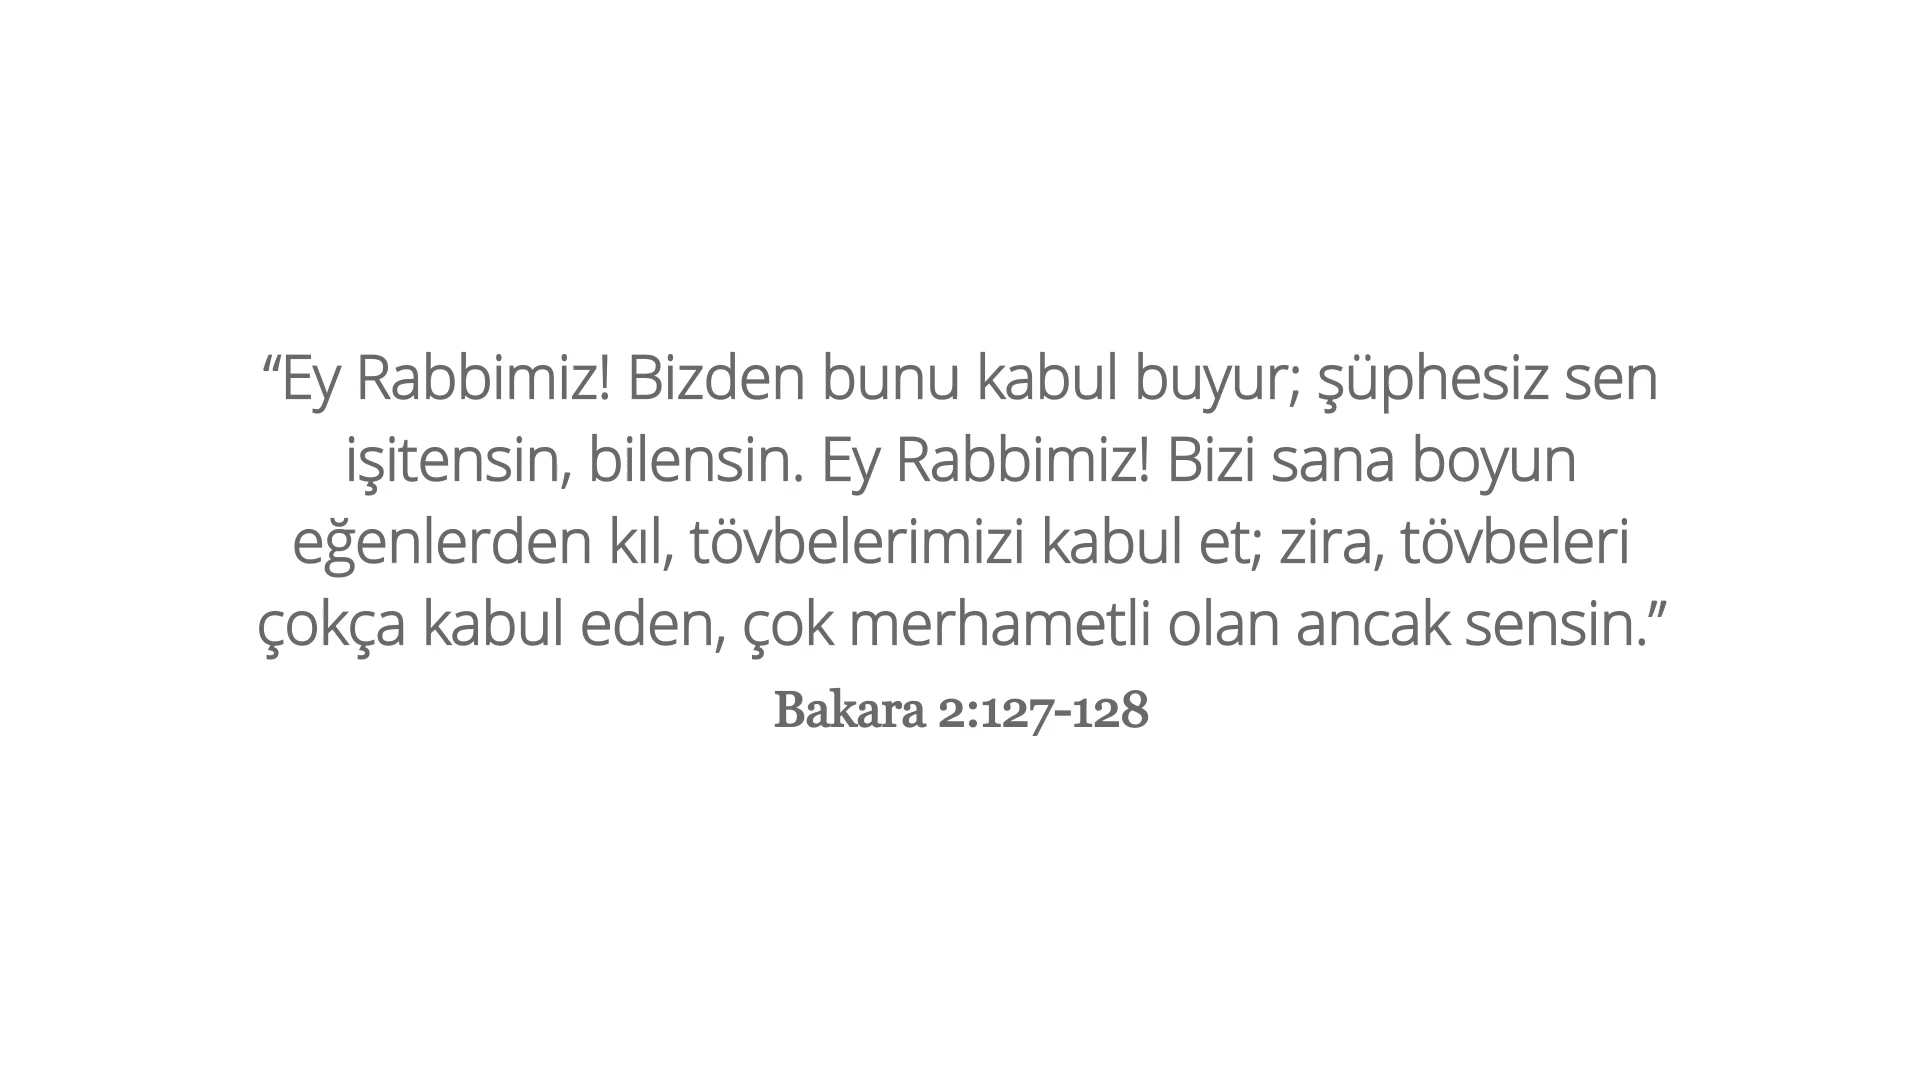 “Ey Rabbimiz! Bizden bunu kabul buyur; şüphesiz sen
işitensin, bilensin. Ey Rabbimiz! Bizi sana boyun
eğenlerden kıl, tövbelerimizi kabul et; zira, tövbeleri
çokça kabul eden, çok merhametli olan ancak sensin.”
Bakara 2:127-128